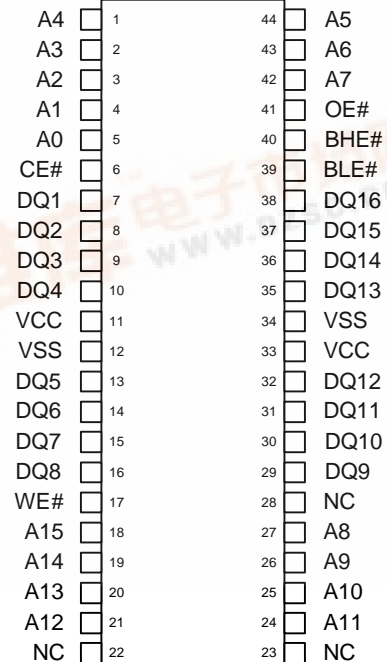 A4 1 44 A5
A3 2 43 A6
A2 3 42 A7
A1 4 41 OE#
A0 5 40 BHE#
CE# 6 39 BLE#
DQ1 7 38 DQ16
DQ2 8 37 DQ15
DQ3 9 36 DQ14
DQ4 10 35 DQ13
VCC 11 34 VSS
VSS 12 33 VCC
DQ5 13 32 DQ12
DQ6 14 31 DQ11
DQ7 15 30 DQ10
DQ8 16 29 DQ9
WE# 17 28 NC
A15 18 27 A8
A14 19 26 A9
A13 20 25 A10
A12 21 24 A11
NC 22 23 NC